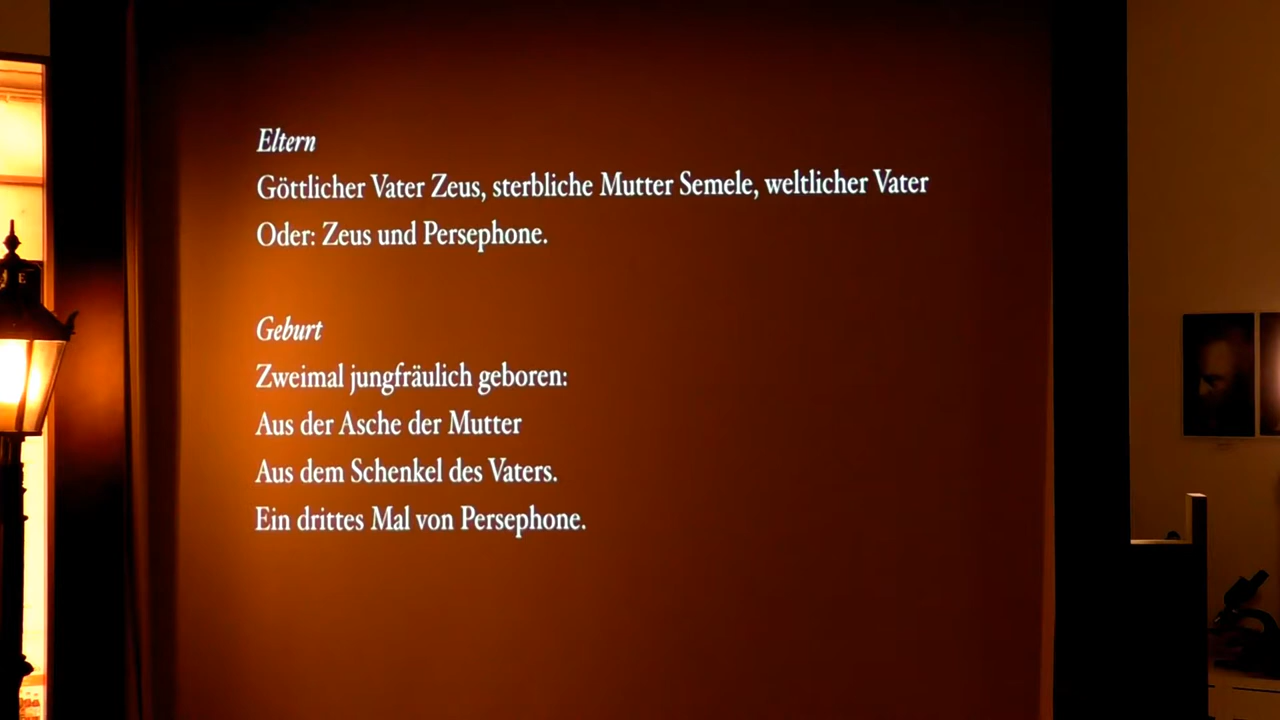 Eltern
Göttlicher Vater Zeus, sterbliche Mutter Semele, weltlicher Vater
Oder: Zeus und Persephone.
Geburt
Zweimal jungfräulich geboren:
Aus der Asche der Mutter
Aus dem Schenkel des Vaters.
Ein drittes Mal von Persephone.